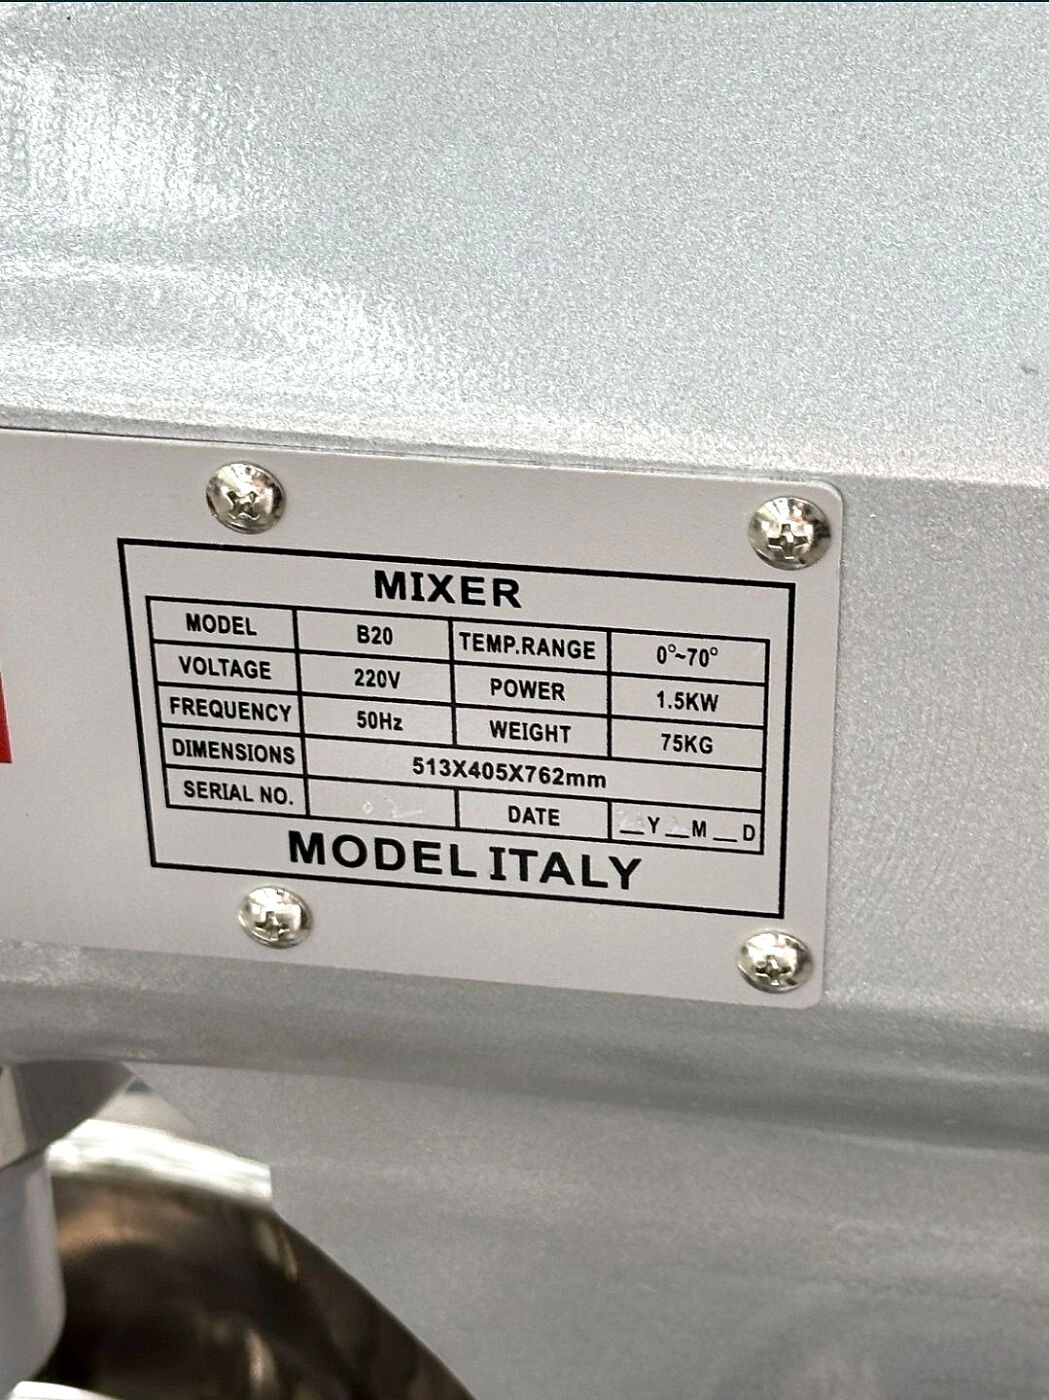 MIXER
MODEL B20 TEMP.RANGE 0°~70°
VOLTAGE 220V POWER 1.5KW
FREQUENCY 50Hz WEIGHT 75KG
DIMENSIONS 513X405X762mm
SERIAL NO. DATE __Y__M__D
MODEL ITALY